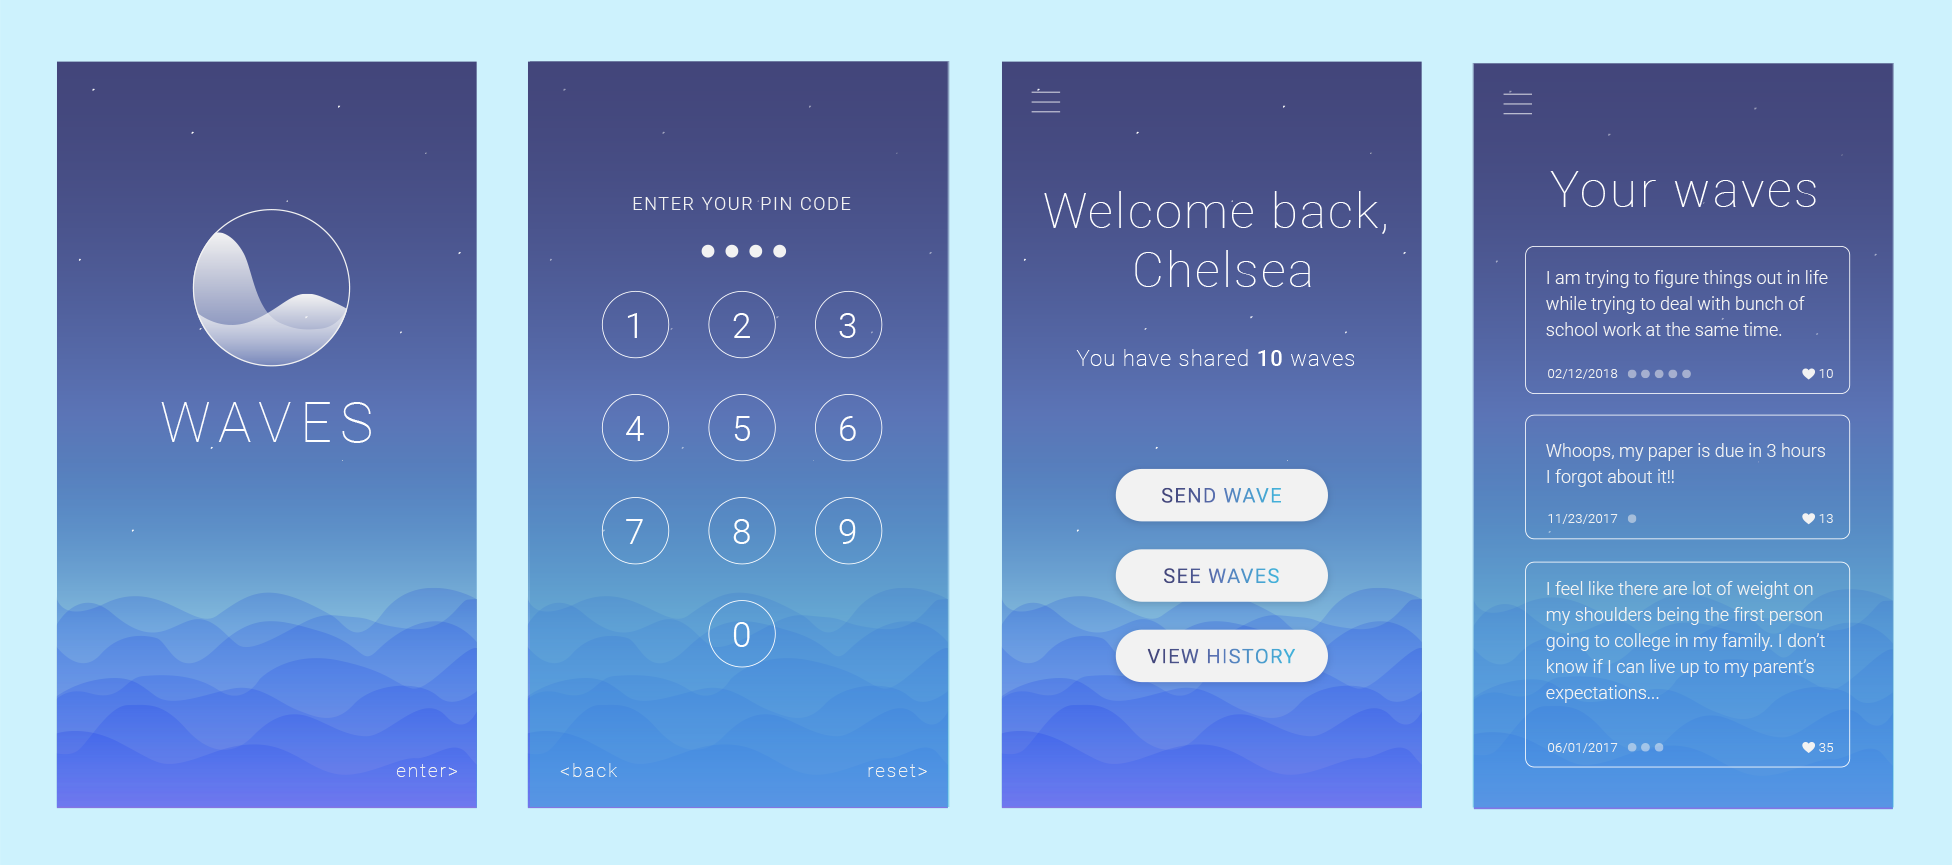 WAVES
enter>
ENTER YOUR PIN CODE
1 2 3
4 5 6
7 8 9
0
<back reset>
Welcome back,
Chelsea
You have shared 10 waves
SEND WAVE
SEE WAVES
VIEW HISTORY
Your waves
I am trying to figure things out in life
while trying to deal with bunch of
school work at the same time.
02/12/2018 10
Whoops, my paper is due in 3 hours
I forgot about it!!
11/23/2017 13
I feel like there are lot of weight on
my shoulders being the first person
going to college in my family. I don't
know if I can live up to my parent's
expectations...
06/01/2017 35